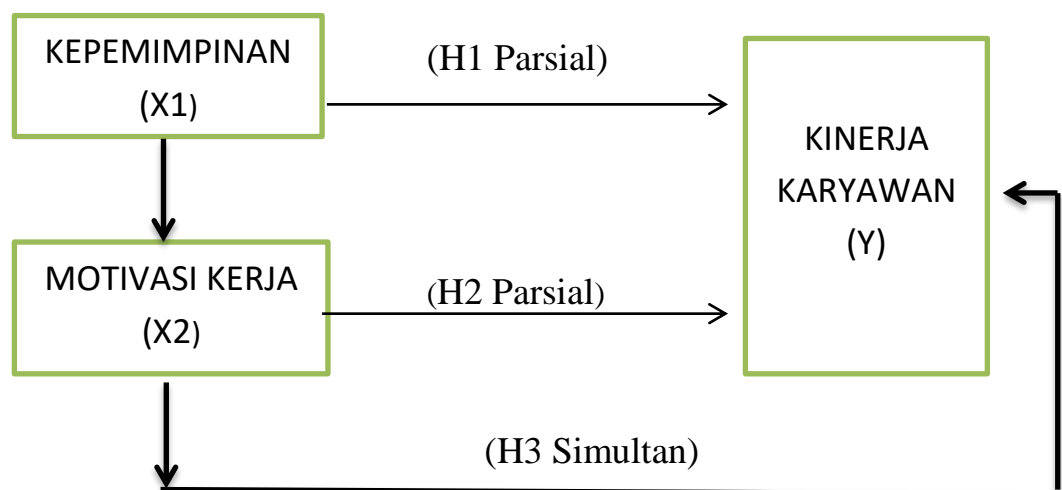 KEPEMIMPINAN
(X1)
(H1 Parsial)
KINERJA
KARYAWAN
(Y)
MOTIVASI KERJA
(X2)
(H2 Parsial)
(H3 Simultan)